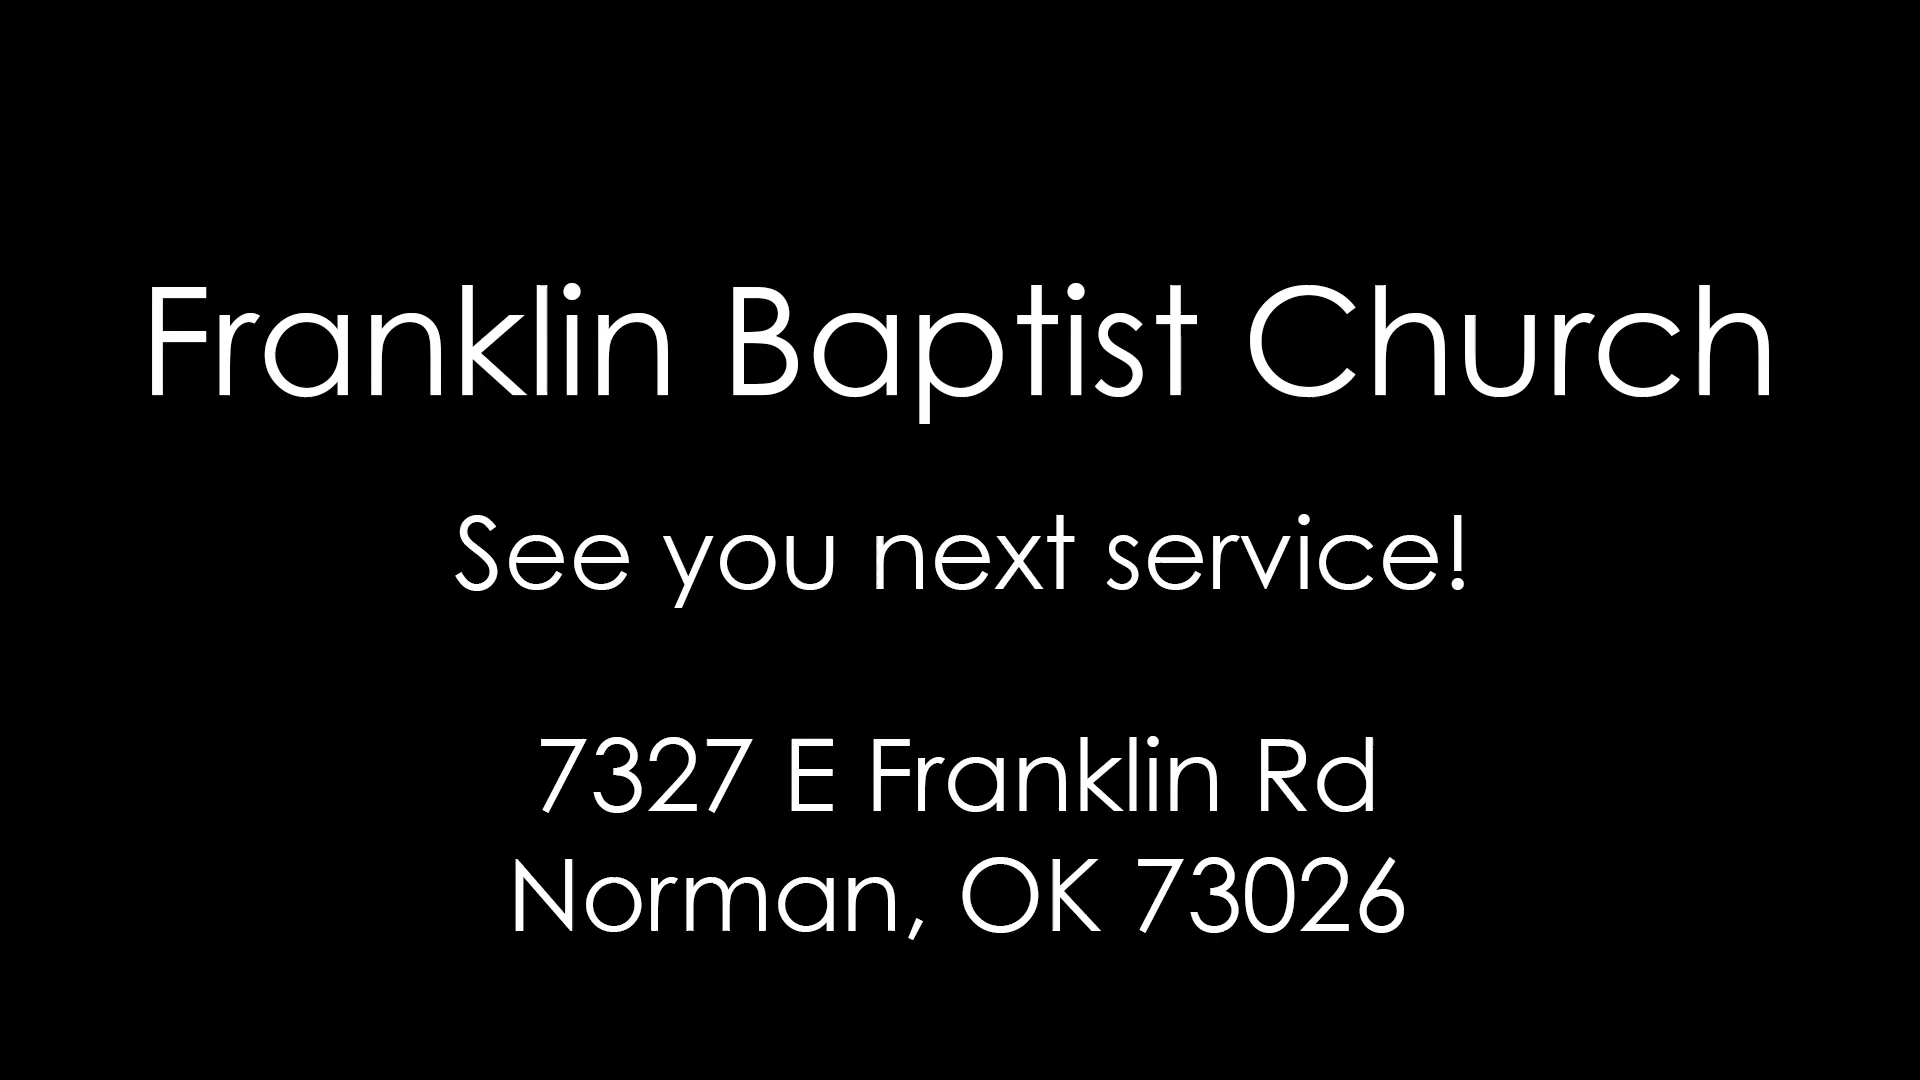 Franklin Baptist Church
See you next service!
7327 E Franklin Rd
Norman, OK 73026